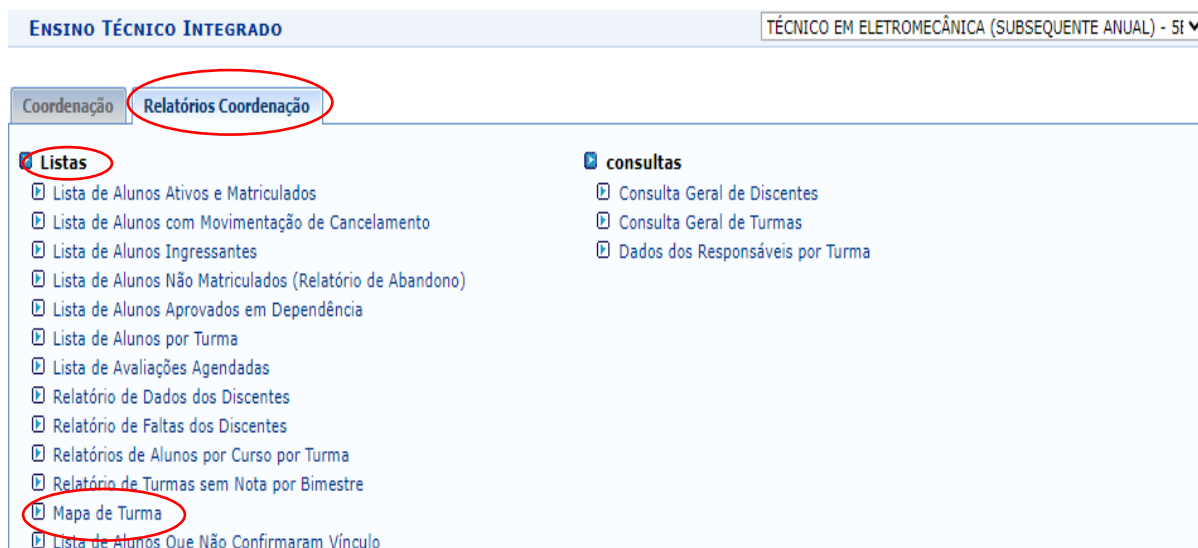 ENSINO TÉCNICO INTEGRADO
TÉCNICO EM ELETROMECÂNICA (SUBSEQUENTE ANUAL) -
Coordenação
Relatórios Coordenação
Listas
Lista de Alunos Ativos e Matriculados
Lista de Alunos com Movimentação de Cancelamento
Lista de Alunos Ingressantes
Lista de Alunos Não Matriculados (Relatório de Abandono)
Lista de Alunos Aprovados em Dependência
Lista de Alunos por Turma
Lista de Avaliações Agendadas
Relatório de Dados dos Discentes
Relatório de Faltas dos Discentes
Relatórios de Alunos por Curso por Turma
Relatório de Turmas sem Nota por Bimestre
Mapa de Turma
Lista de Alunos Que Não Confirmaram Vínculo
consultas
Consulta Geral de Discentes
Consulta Geral de Turmas
Dados dos Responsáveis por Turma